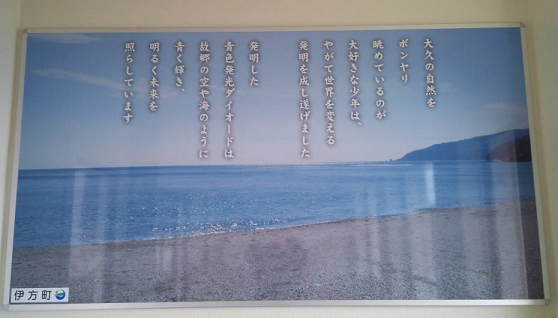 大久の自然を
ボンヤリ
眺めているのが
大好きな少年は、
やがて世界を変える
発明を成し遂げました
発明した
青色発光ダイオードは
故郷の空や海のように
青く輝き、
明るく未来を
照らしています
伊方町